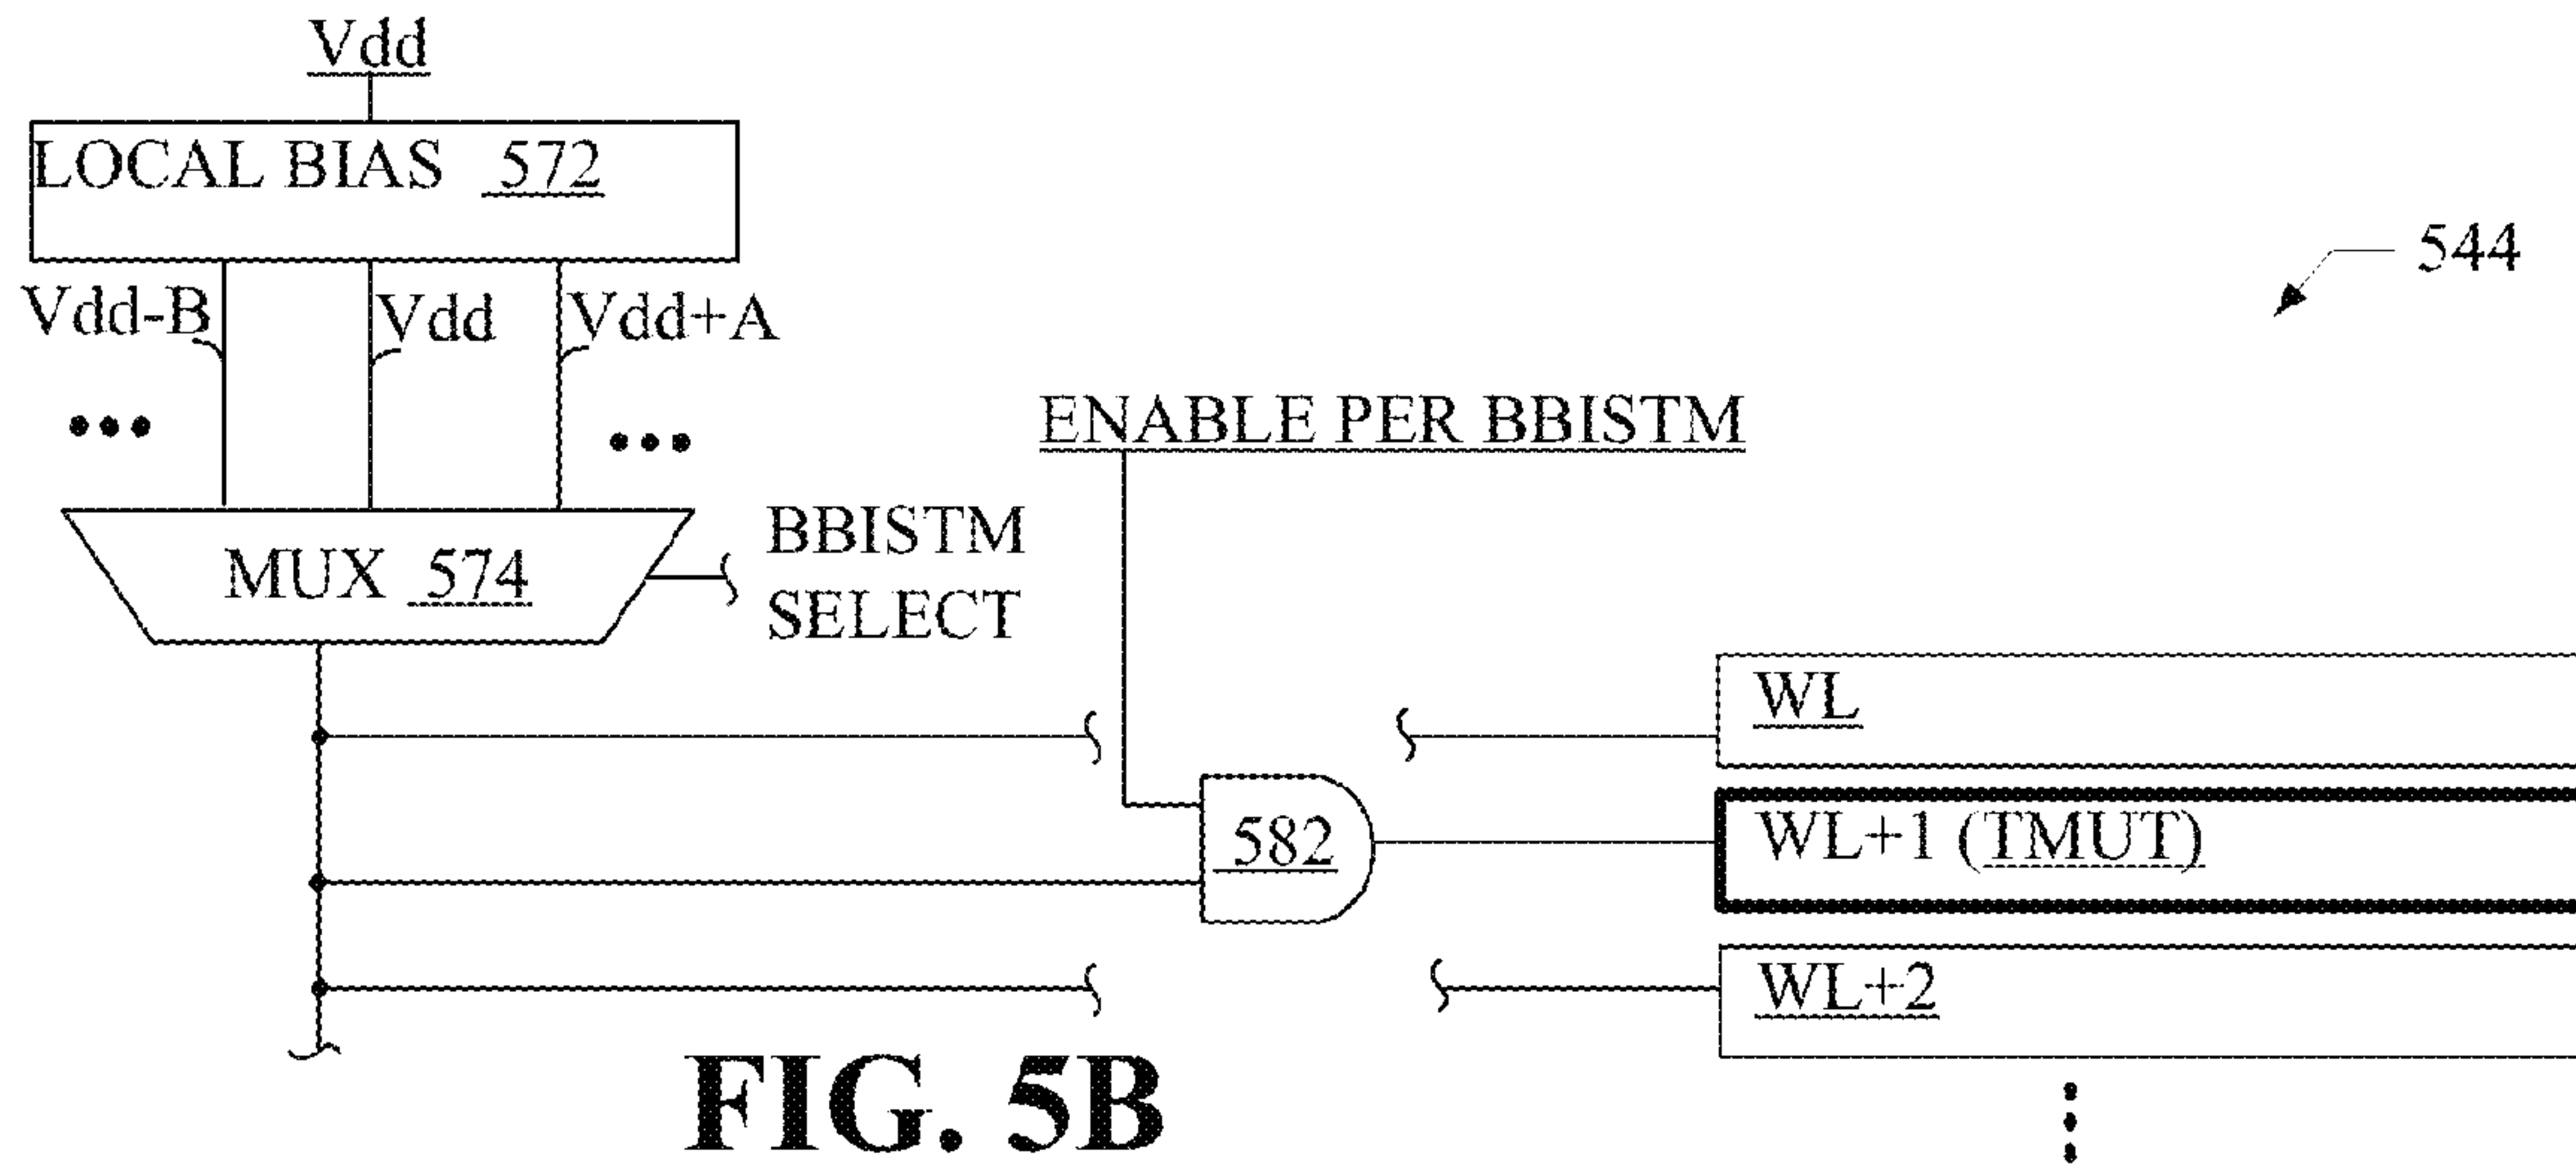 Vdd
LOCAL BIAS 572
544
Vdd-B Vdd Vdd+A
ENABLE PER BBISTM
MUX 574
BBISTM
SELECT
WL
582
WL+1 (TMUT)
WL+2
FIG. 5B